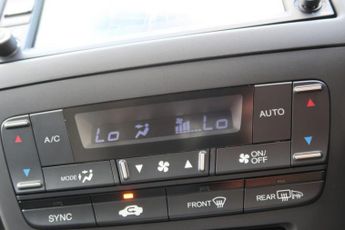 AUTO
A/C
Lo Lo
MODE
ON/
OFF
SYNC
FRONT
REAR